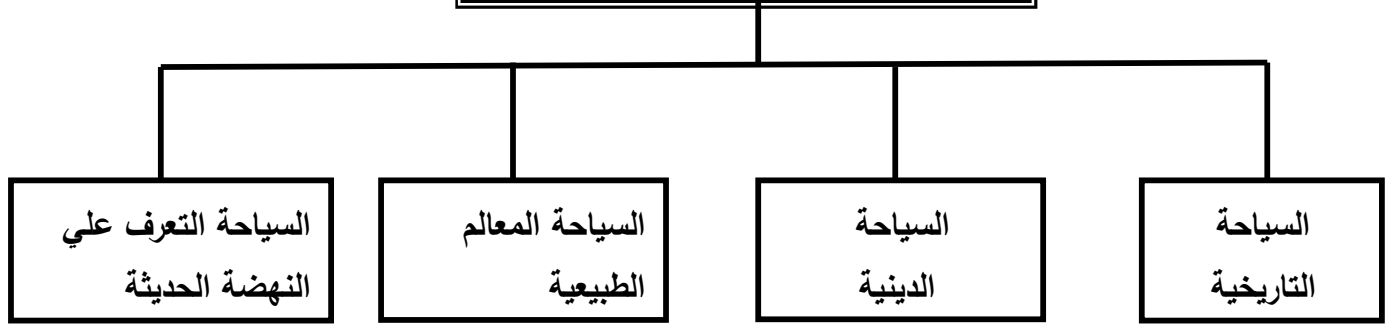 السياحة
التاريخية
السياحة
الدينية
السياحة المعالم
الطبيعية
السياحة التعرف علي
النهضة الحديثة